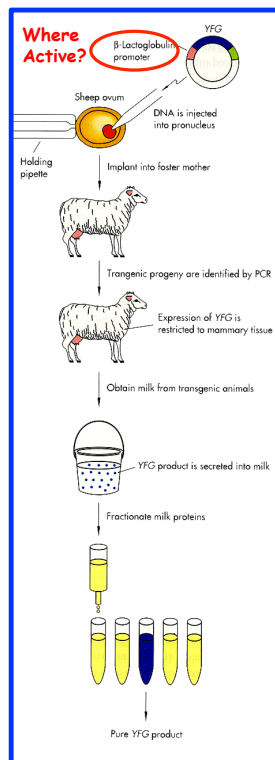 Where
Active?
β-Lactoglobulin
promoter
YFG
Sheep ovum
DNA is injected
into pronucleus
Holding
pipette
Implant into foster mother
Trangenic progeny are identified by PCR
Expression of YFG is
restricted to mammary tissue
Obtain milk from transgenic animals
YFG product is secreted into milk
Fractionate milk proteins
Pure YFG product